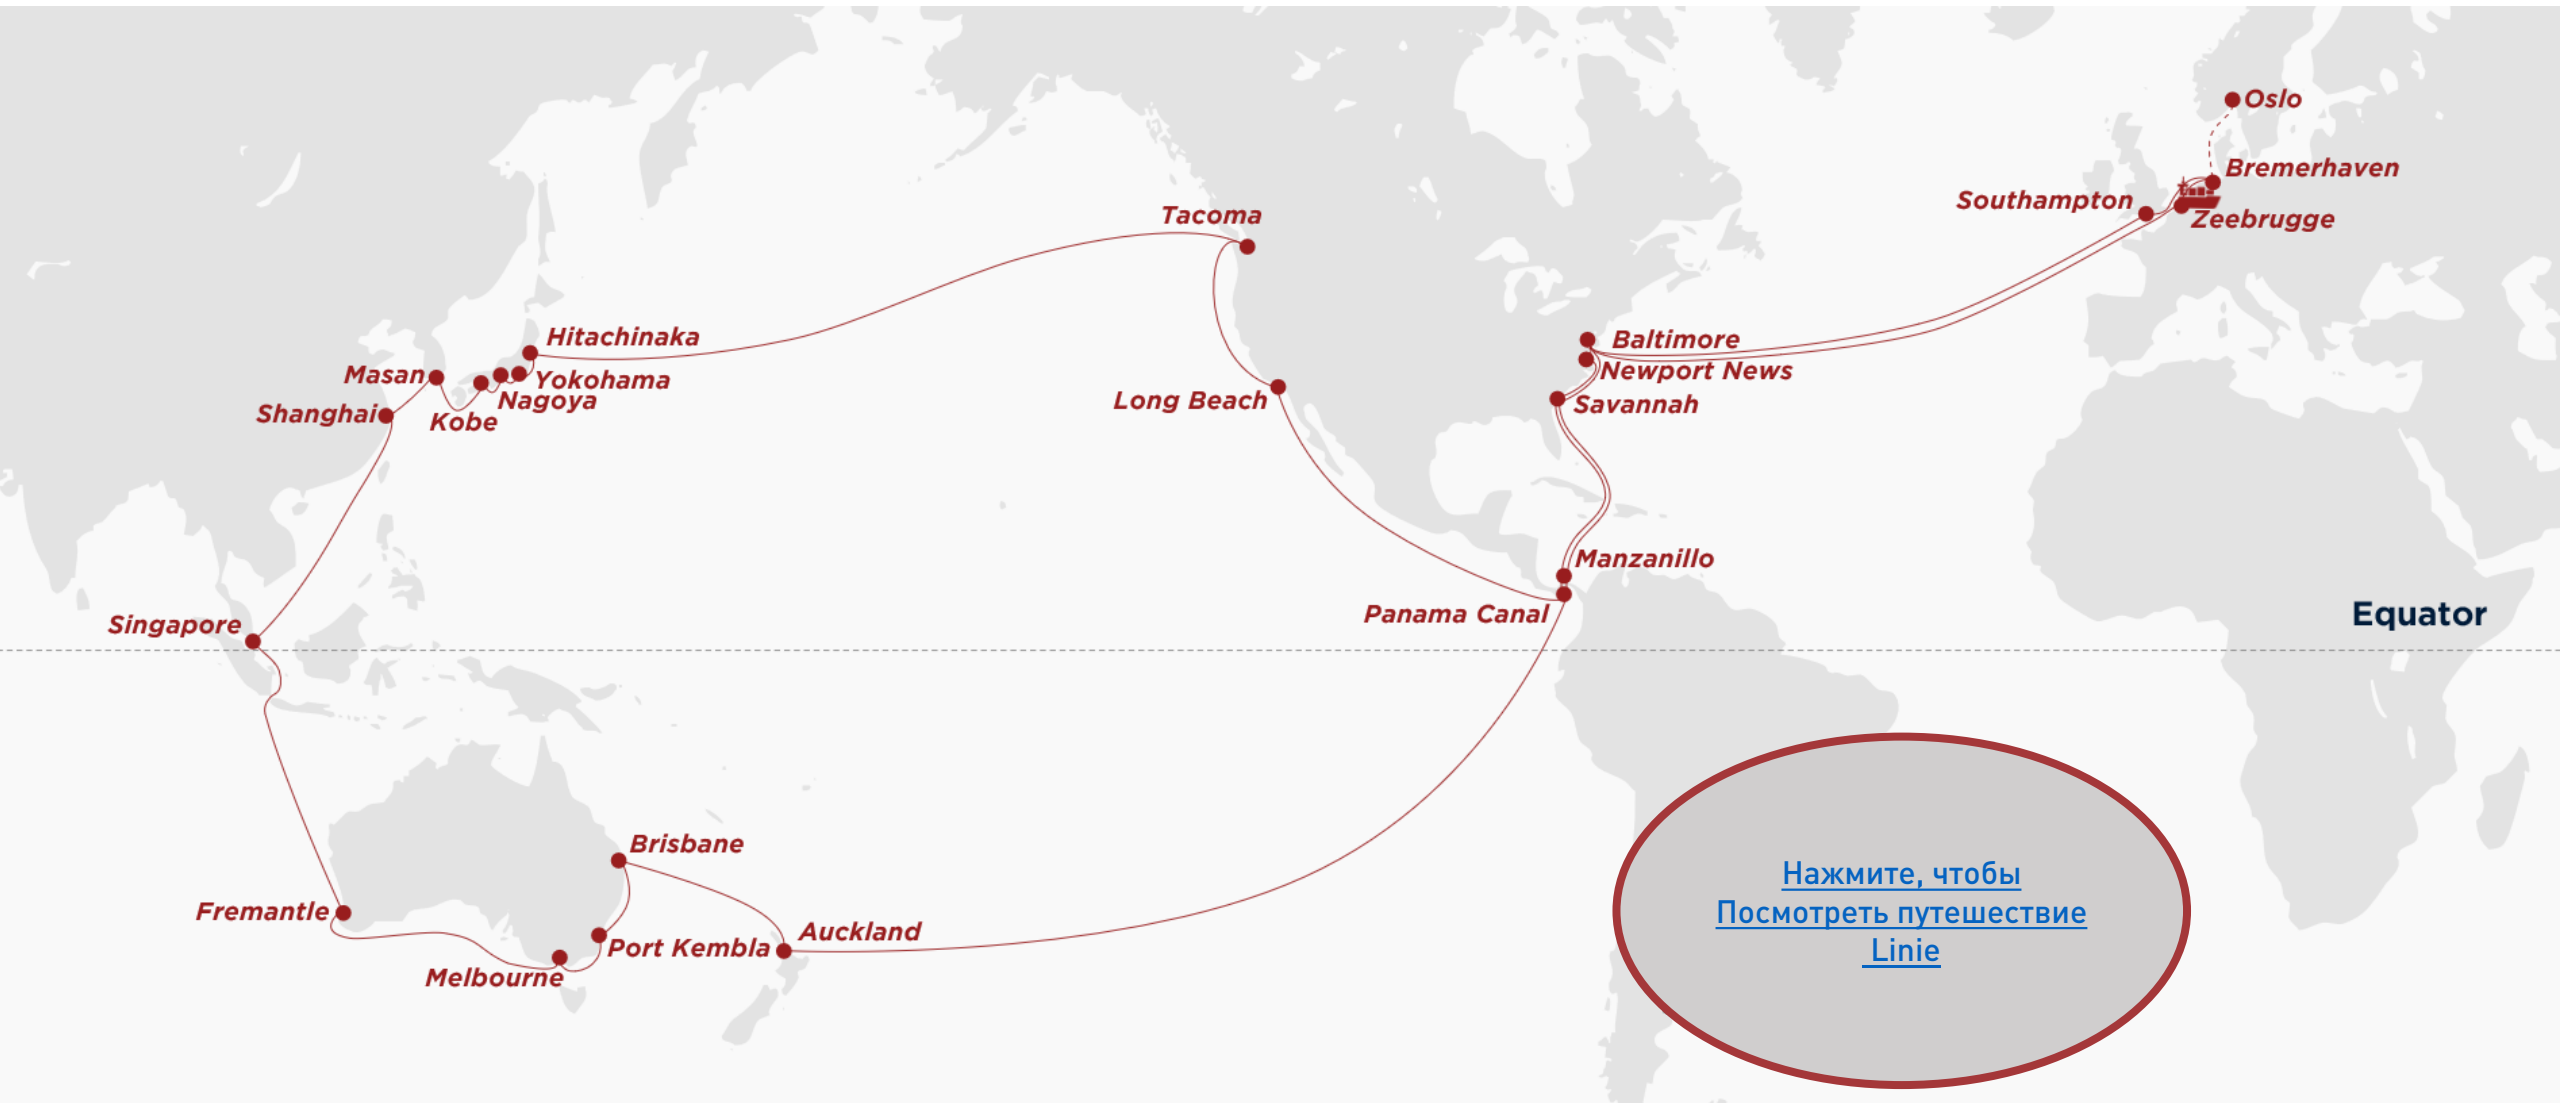 Oslo
Bremerhaven
Southampton
Zeebrugge
Tacoma
Hitachinaka
Baltimore
Masan
Yokohama
Newport News
Nagoya
Long Beach
Savannah
Shanghai
Kobe
Manzanillo
Panama Canal
Equator
Singapore
Brisbane
Нажмите, чтобы
Посмотреть путешествие
Linie
Fremantle
Auckland
Port Kembla
Melbourne